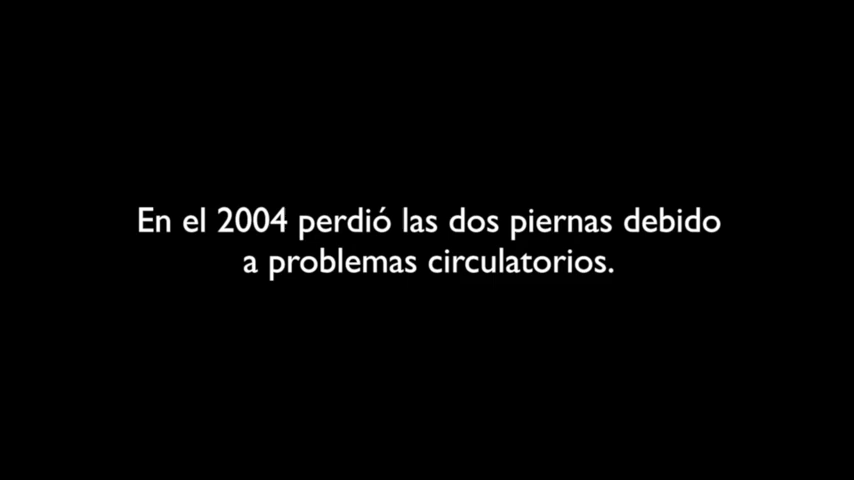 En el 2004 perdió las dos piernas debido
a problemas circulatorios.